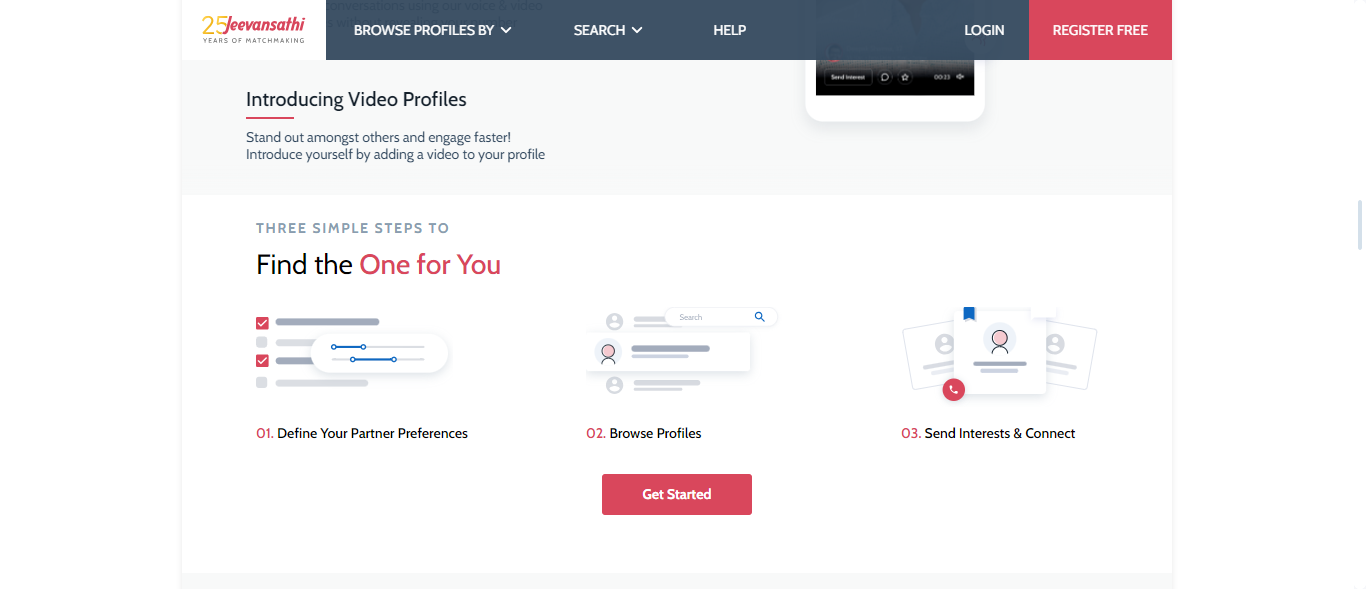 conversations using our voice & video
25 Jeevansathi
YEARS OF MATCHMAKING
BROWSE PROFILES BY
SEARCH
HELP
LOGIN
REGISTER FREE
Send Interest
00:23
Introducing Video Profiles
Stand out amongst others and engage faster!
Introduce yourself by adding a video to your profile
THREE SIMPLE STEPS TO
Find the One for You
Search
01. Define Your Partner Preferences
02. Browse Profiles
03. Send Interests & Connect
Get Started